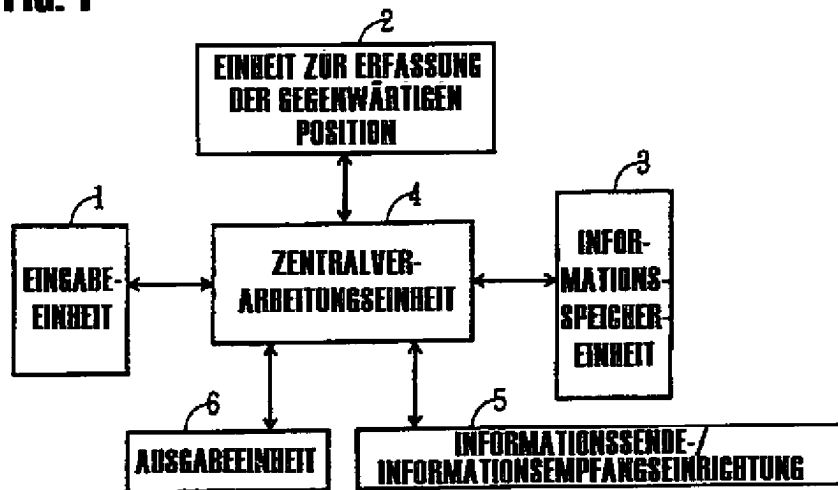 FIG. 1
2
EINHEIT ZUR ERFASSUNG
DER GEGENWÄRTIGEN
POSITION
1
EINGABE-
EINHEIT
4
ZENTRALVER-
ARBEITUNGSEINHEIT
3
INFOR-
MATIONS-
SPEICHER-
EINHEIT
6
AUSGABEEINHEIT
5
INFORMATIONSSENDE-/
INFORMATIONSEMPFANGSEINRICHTUNG